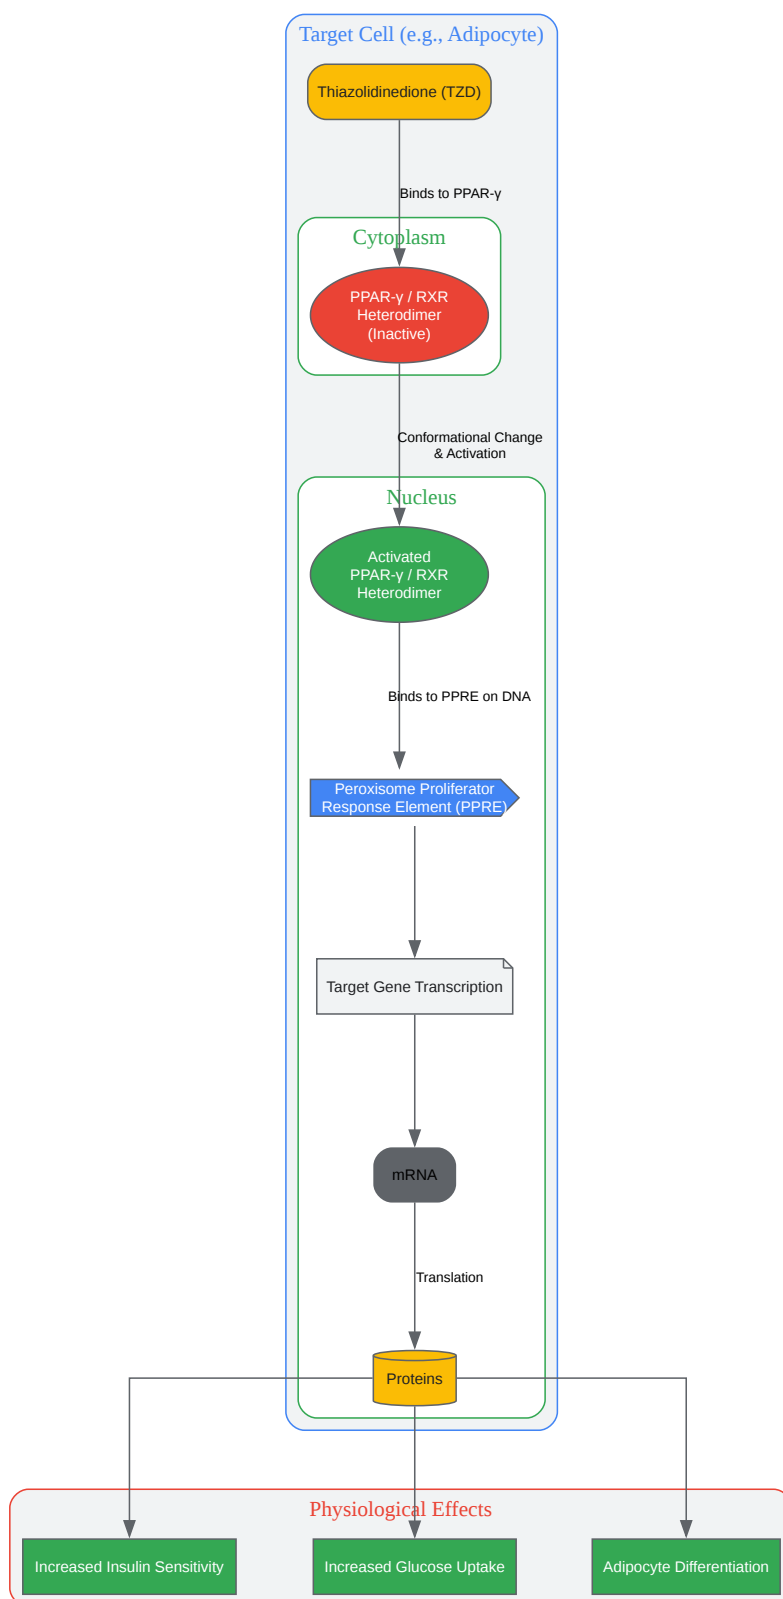 Target Cell (e.g., Adipocyte)
Thiazolidinedione (TZD)
Binds to PPAR-γ
Cytoplasm
PPAR-γ / RXR
Heterodimer
(Inactive)
Conformational Change
& Activation
Nucleus
Activated
PPAR-γ / RXR
Heterodimer
Binds to PPRE on DNA
Peroxisome Proliferator
Response Element (PPRE)
Target Gene Transcription
mRNA
Translation
Proteins
Physiological Effects
Increased Insulin Sensitivity
Increased Glucose Uptake
Adipocyte Differentiation